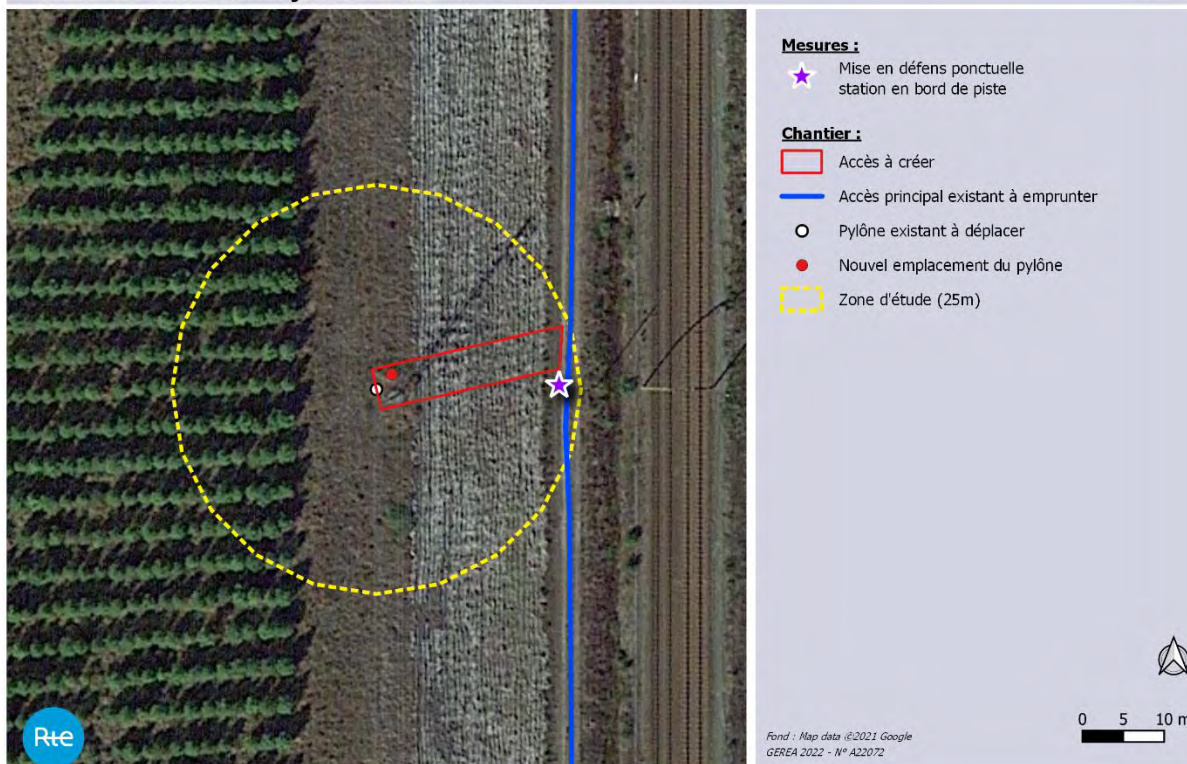 Mesures :
Mise en défens ponctuelle
station en bord de piste
Chantier :
Accès à créer
Accès principal existant à emprunter
Pylône existant à déplacer
Nouvel emplacement du pylône
Zone d'étude (25m)
Rte
0 5 10 m
Fond : Map data ©2021 Google
GEREA 2022 - N° A22072